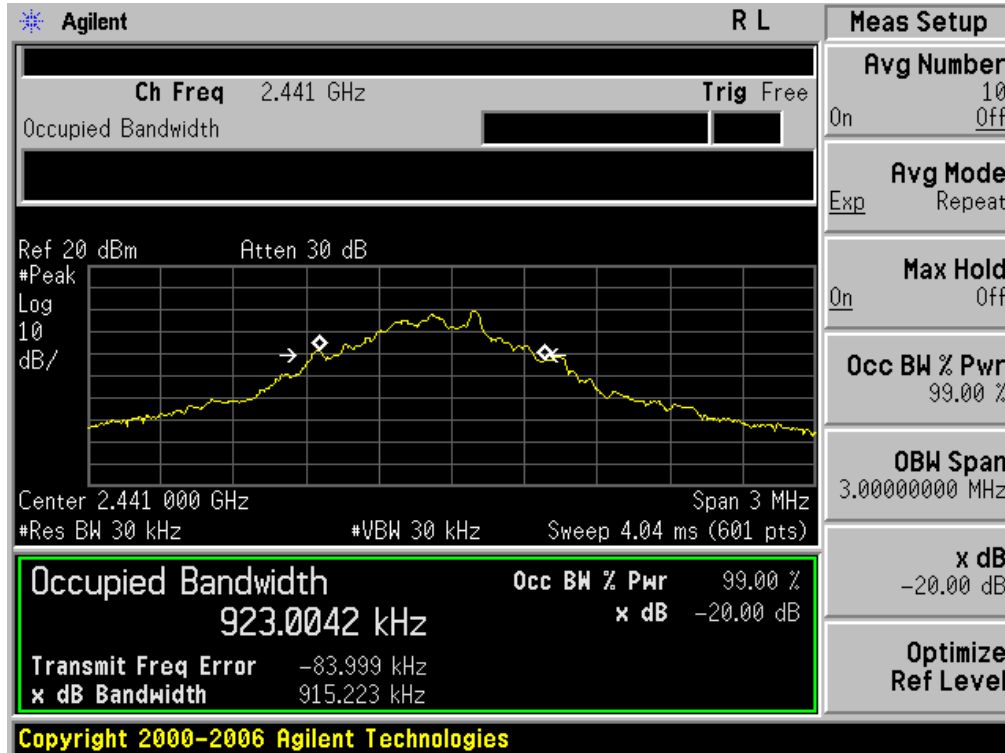 Agilent R L
Ch Freq 2.441 GHz Trig Free
Occupied Bandwidth
Ref 20 dBm Atten 30 dB
#Peak
Log
10
dB/
Center 2.441 000 GHz Span 3 MHz
#Res BW 30 kHz #VBW 30 kHz Sweep 4.04 ms (601 pts)
Occupied Bandwidth Occ BW % Pwr 99.00 %
923.0042 kHz x dB -20.00 dB
Transmit Freq Error -83.999 kHz
x dB Bandwidth 915.223 kHz
Copyright 2000-2006 Agilent Technologies
Meas Setup
Avg Number
10
On Off
Avg Mode
Exp Repeat
Max Hold
On Off
Occ BW % Pwr
99.00 %
OBW Span
3.00000000 MHz
x dB
-20.00 dB
Optimize
Ref Level